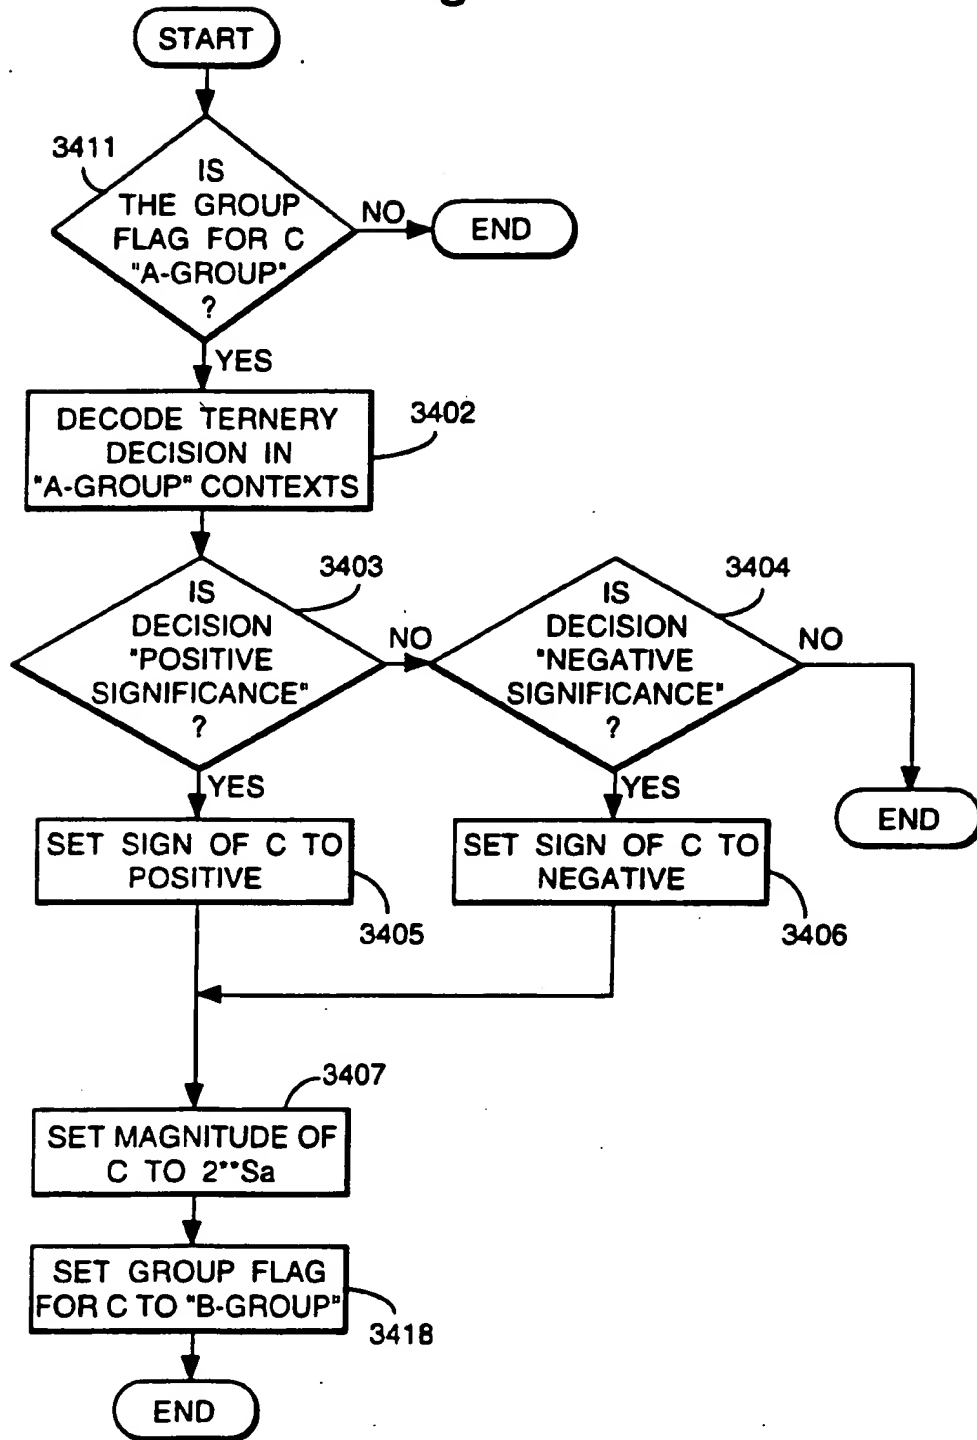 START
3411
IS
THE GROUP
FLAG FOR C
"A-GROUP"
?
NO
END
YES
DECODE TERNERY
DECISION IN
"A-GROUP" CONTEXTS
3402
3403
IS
DECISION
"POSITIVE
SIGNIFICANCE"
?
NO
3404
IS
DECISION
"NEGATIVE
SIGNIFICANCE"
?
NO
YES
YES
END
SET SIGN OF C TO
POSITIVE
3405
SET SIGN OF C TO
NEGATIVE
3406
3407
SET MAGNITUDE OF
C TO 2**Sa
SET GROUP FLAG
FOR C TO "B-GROUP"
3418
END